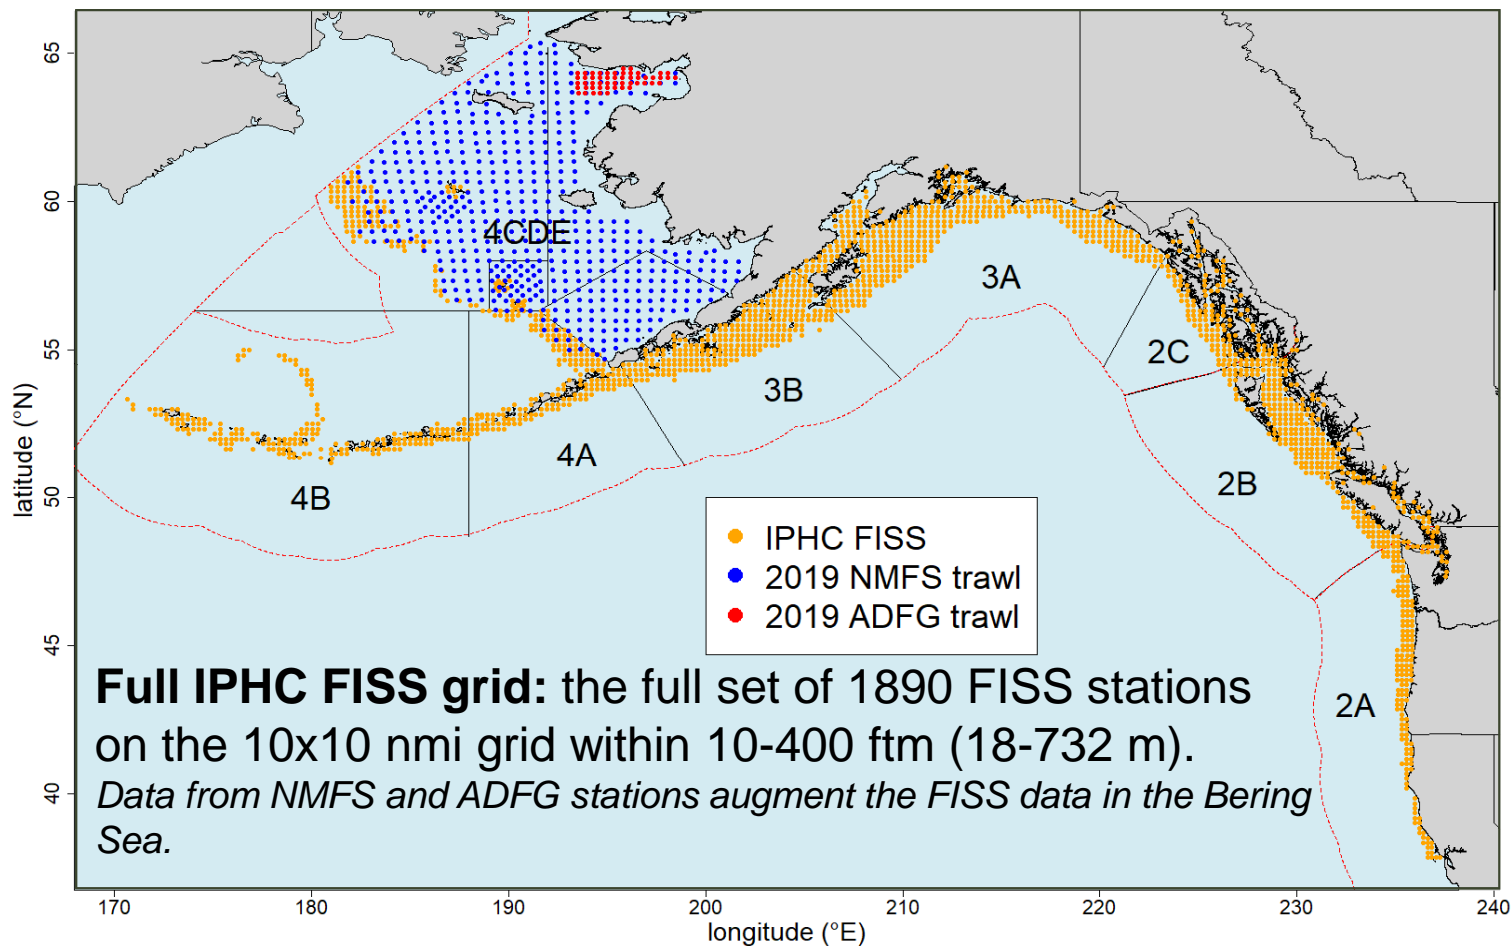 65
60
55
50
45
40
latitude (°N)
4CDE
3A
2C
3B
4A
2B
4B
2A
IPHC FISS
2019 NMFS trawl
2019 ADFG trawl
Full IPHC FISS grid: the full set of 1890 FISS stations
on the 10x10 nmi grid within 10-400 ftm (18-732 m).
Data from NMFS and ADFG stations augment the FISS data in the Bering
Sea.
170 180 190 200 210 220 230 240
longitude (°E)